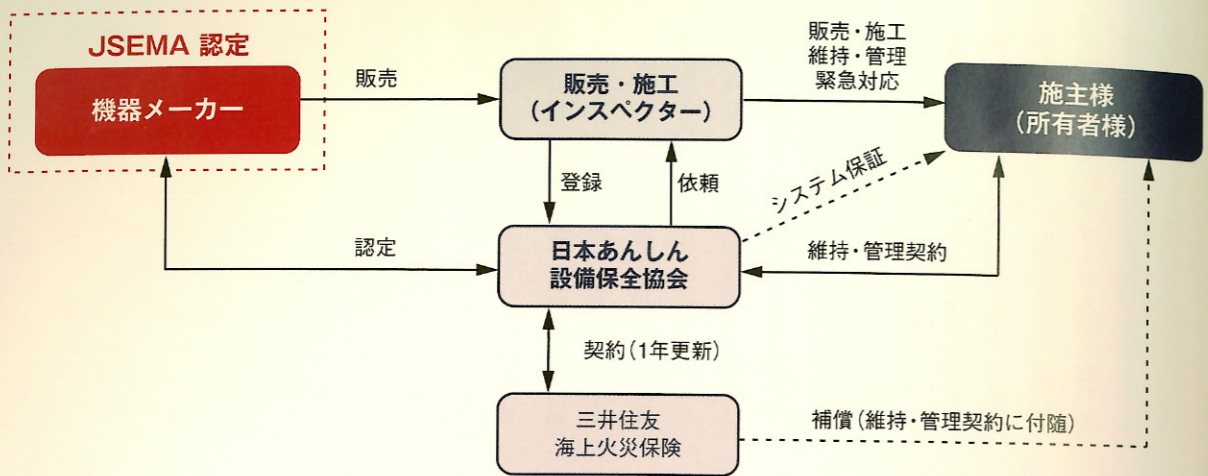 JSEMA 認定
機器メーカー
販売
販売・施工
(インスペクター)
販売・施工
維持・管理
緊急対応
施主様
(所有者様)
登録
依頼
システム保証
認定
日本あんしん
設備保全協会
維持・管理契約
契約(1年更新)
三井住友
海上火災保険
補償(維持・管理契約に付随)